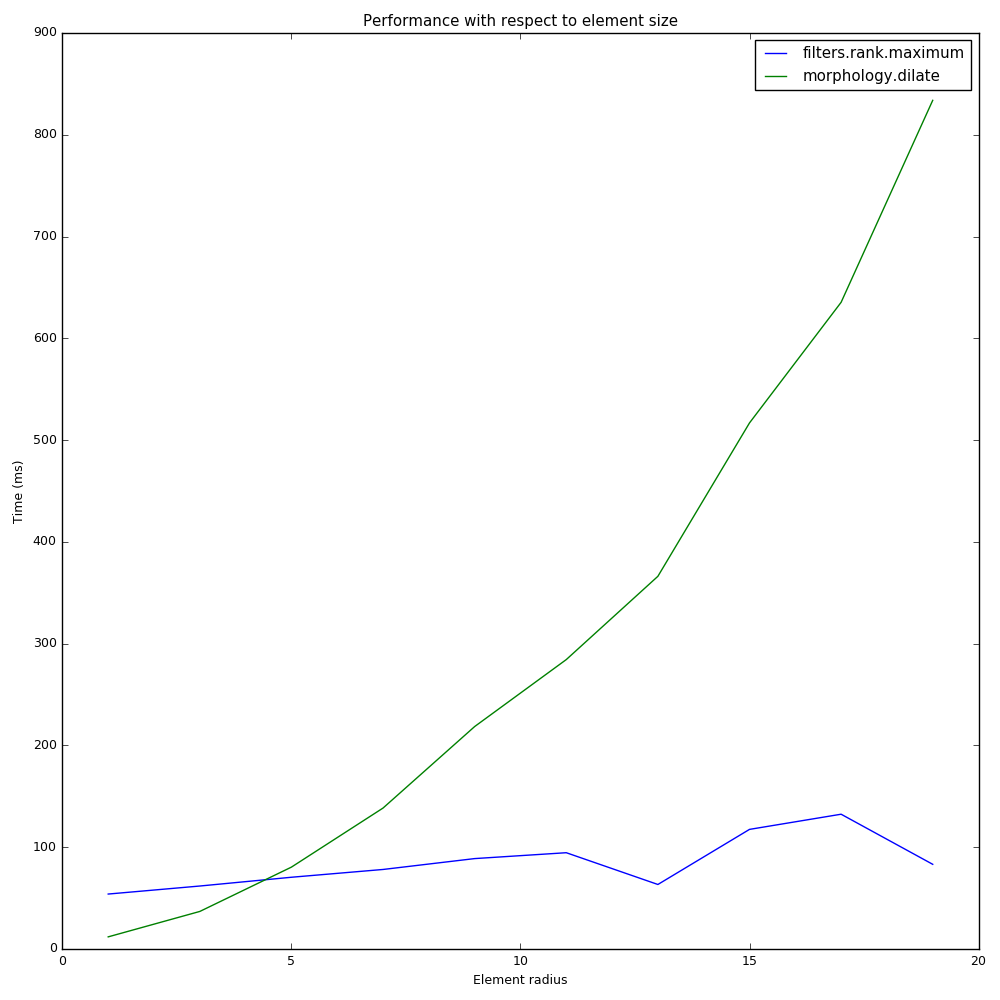 Performance with respect to element size
filters.rank.maximum
morphology.dilate
900
800
700
600
500
400
300
200
100
0
Time (ms)
0 5 10 15 20
Element radius